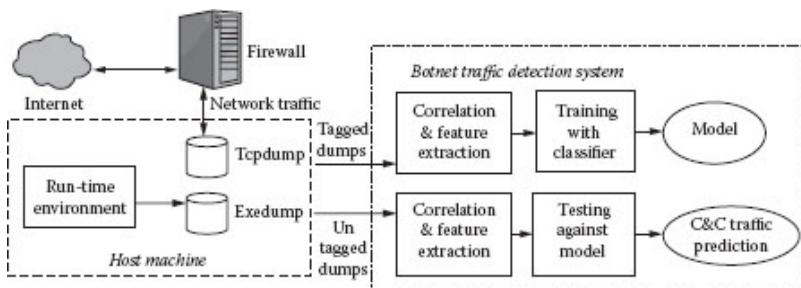 Firewall
Internet
Network traffic
Tcpdump
Run-time
environment
Exedump
Host machine
Tagged
dumps
Un
tagged
dumps
Botnet traffic detection system
Correlation
& feature
extraction
Training
with
classifier
Model
Correlation
& feature
extraction
Testing
against
model
C&C traffic
prediction